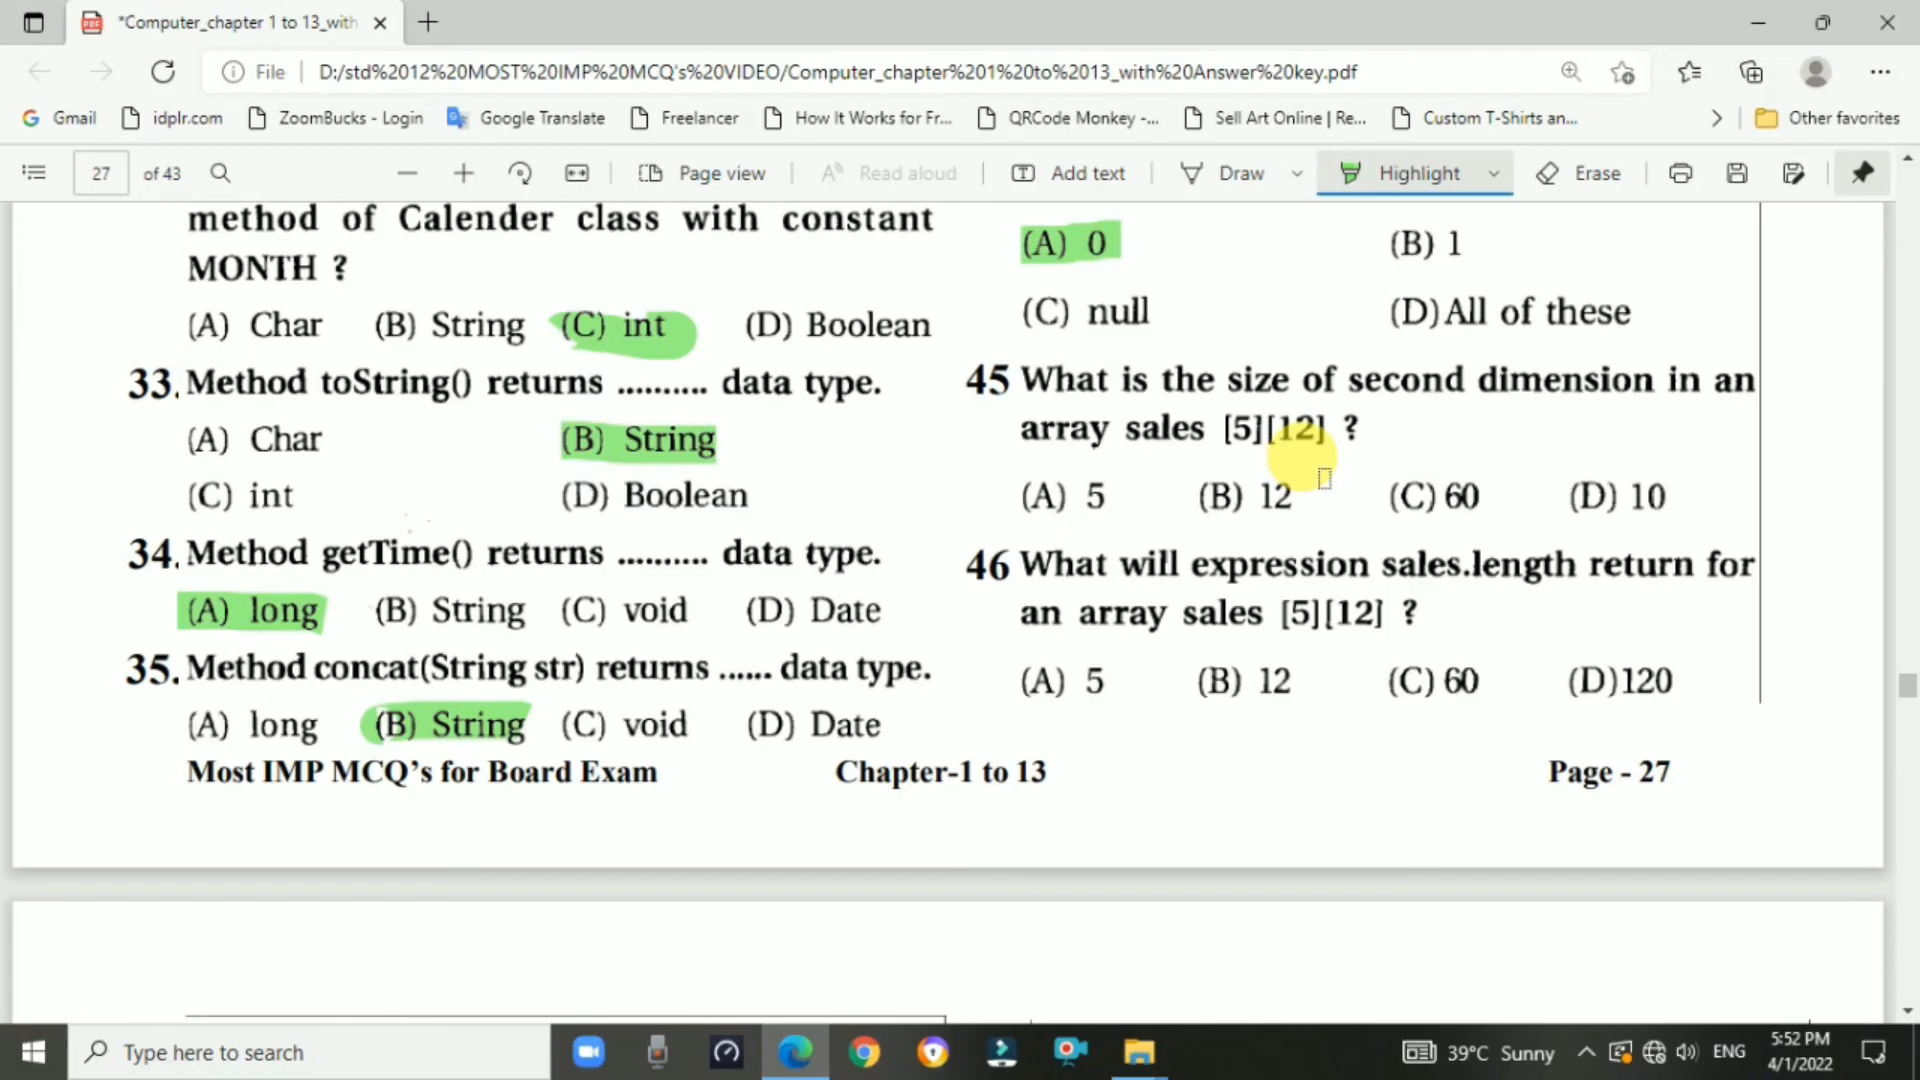 *Computer_chapter 1 to 13_with
File
D:/std%2012%20MOST%20IMP%20MCQ's%20VIDEO/Computer_chapter%201%20to%2013_with%20Answer%20key.pdf
Gmail
idplr.com
ZoomBucks - Login
Google Translate
Freelancer
How It Works for Fr...
QRCode Monkey -...
Sell Art Online | Re...
Custom T-Shirts an...
Other favorites
27 of 43
Page view
Read aloud
Add text
Draw
Highlight
Erase
method of Calender class with constant
MONTH ?
(A) Char (B) String (C) int (D) Boolean
33. Method toString() returns .......... data type.
(A) Char (B) String
(C) int (D) Boolean
34. Method getTime() returns .......... data type.
(A) long (B) String (C) void (D) Date
35. Method concat(String str) returns ...... data type.
(A) long (B) String (C) void (D) Date
(A) 0 (B) 1
(C) null (D) All of these
45 What is the size of second dimension in an
array sales [5][12] ?
(A) 5 (B) 12 (C) 60 (D) 10
46 What will expression sales.length return for
an array sales [5][12] ?
(A) 5 (B) 12 (C) 60 (D)120
Most IMP MCQ's for Board Exam Chapter-1 to 13 Page - 27
Type here to search
39°C Sunny
ENG
5:52 PM
4/1/2022